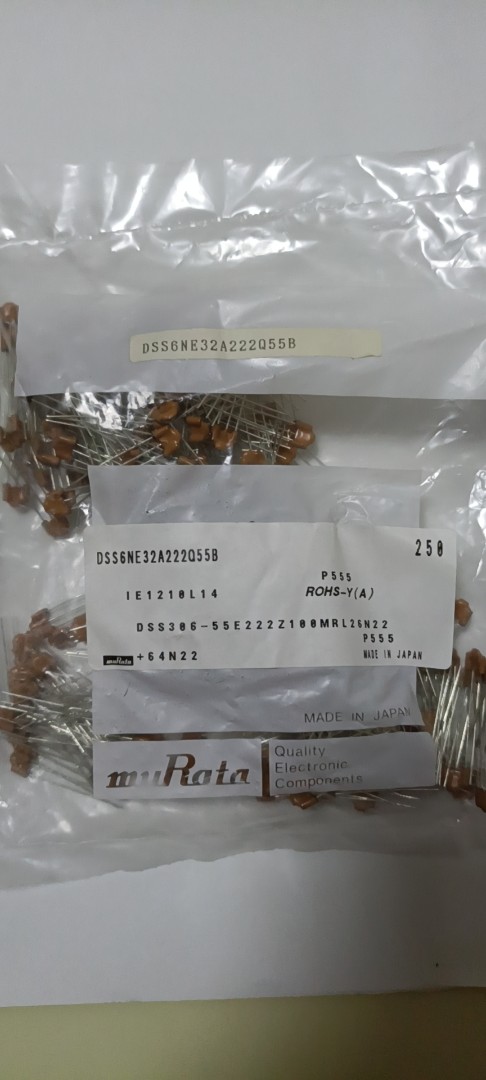 DSS6NE32A222Q55B
DSS6NE32A222Q55B 250
P555
IE1210L14 ROHS-Y(A)
DSS306-55E222Z100MRL26N22
P555
muRata +64N22 MADE IN JAPAN
MADE IN JAPAN
muRata Quality
Electronic
Components